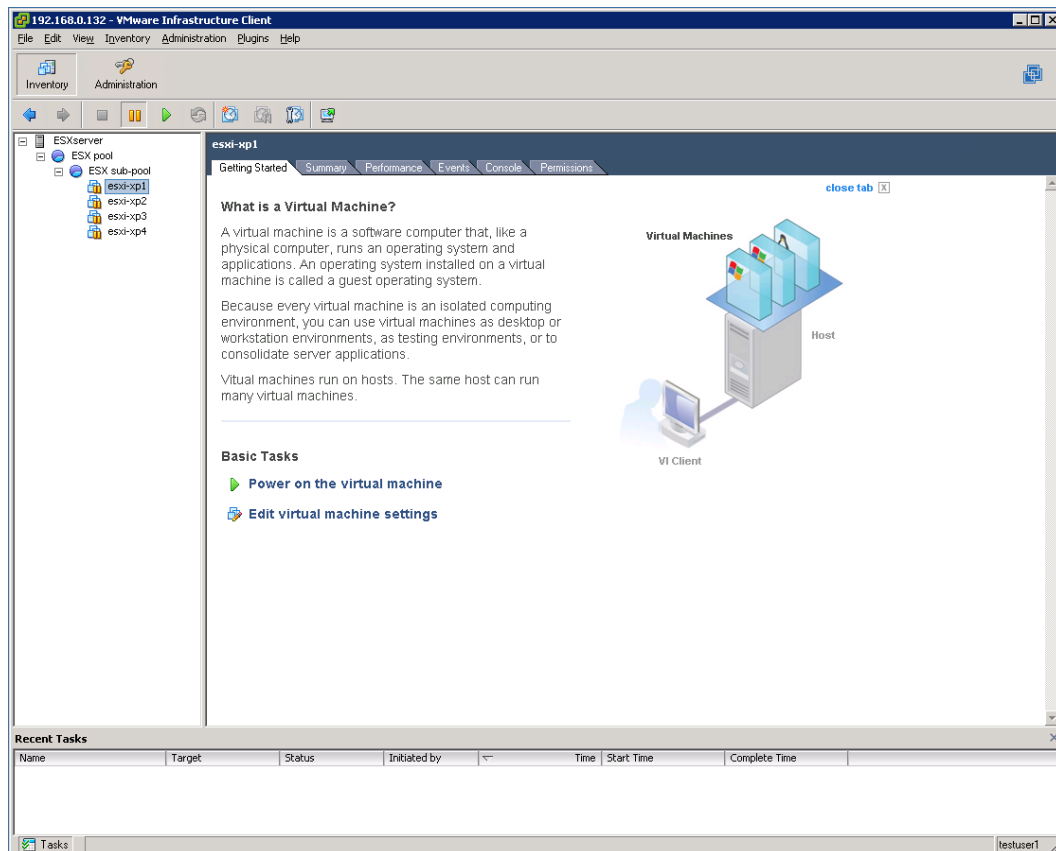 192.168.0.132 - VMware Infrastructure Client
File Edit View Inventory Administration Plugins Help
Inventory Administration
ESXserver
ESX pool
ESX sub-pool
esxi-xp1
esxi-xp2
esxi-xp3
esxi-xp4
esxi-xp1
Getting Started Summary Performance Events Console Permissions
close tab X
What is a Virtual Machine?
A virtual machine is a software computer that, like a
physical computer, runs an operating system and
applications. An operating system installed on a virtual
machine is called a guest operating system.
Because every virtual machine is an isolated computing
environment, you can use virtual machines as desktop or
workstation environments, as testing environments, or to
consolidate server applications.
Vitual machines run on hosts. The same host can run
many virtual machines.
Virtual Machines
Host
VI Client
Basic Tasks
Power on the virtual machine
Edit virtual machine settings
Recent Tasks
Name Target Status Initiated by Time Start Time Complete Time
Tasks
testuser1